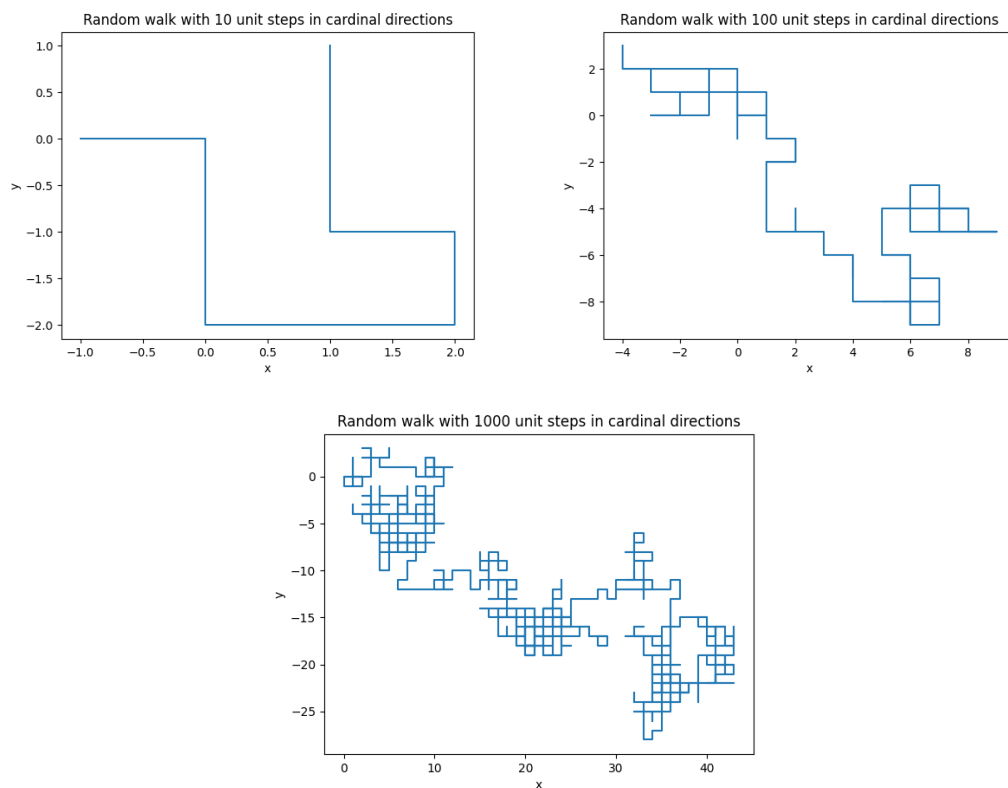 Random walk with 10 unit steps in cardinal directions
1.0
0.5
0.0
−0.5
−1.0
−1.5
−2.0
y
−1.0 −0.5 0.0 0.5 1.0 1.5 2.0
x
Random walk with 100 unit steps in cardinal directions
2
0
−2
−4
−6
−8
y
−4 −2 0 2 4 6 8
x
Random walk with 1000 unit steps in cardinal directions
0
−5
−10
−15
−20
−25
y
0 10 20 30 40
x